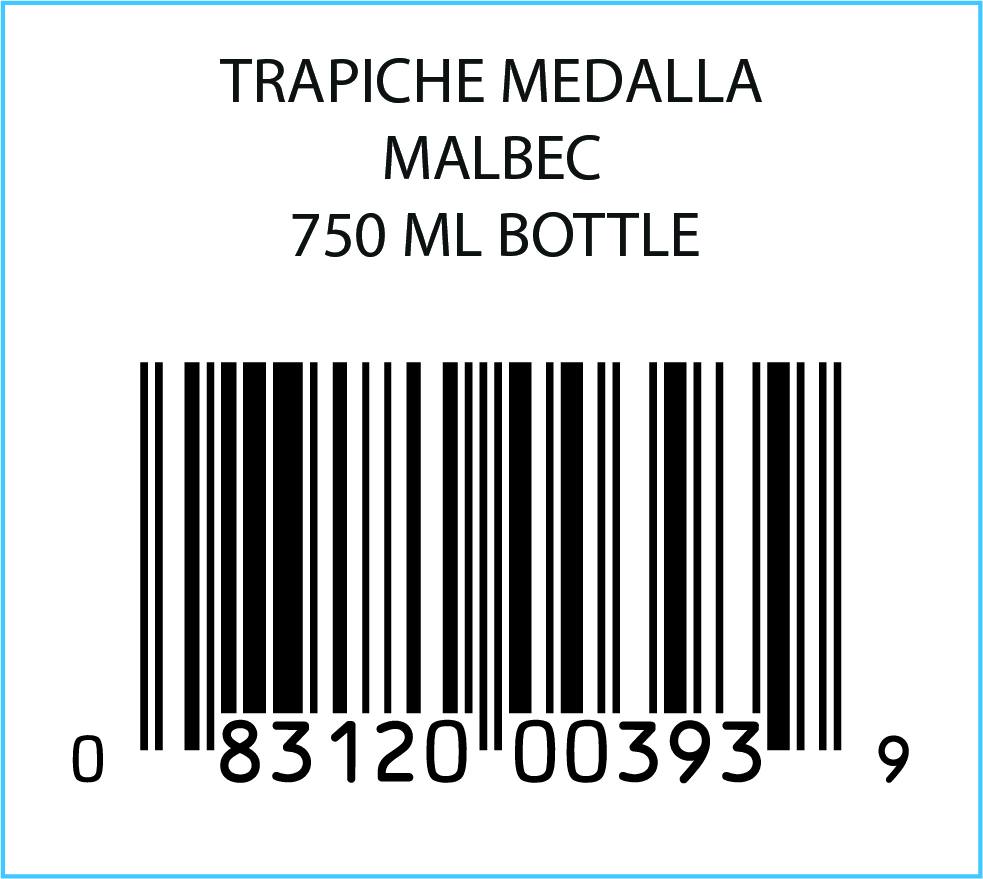 TRAPICHE MEDALLA
MALBEC
750 ML BOTTLE
0 83120 00393 9